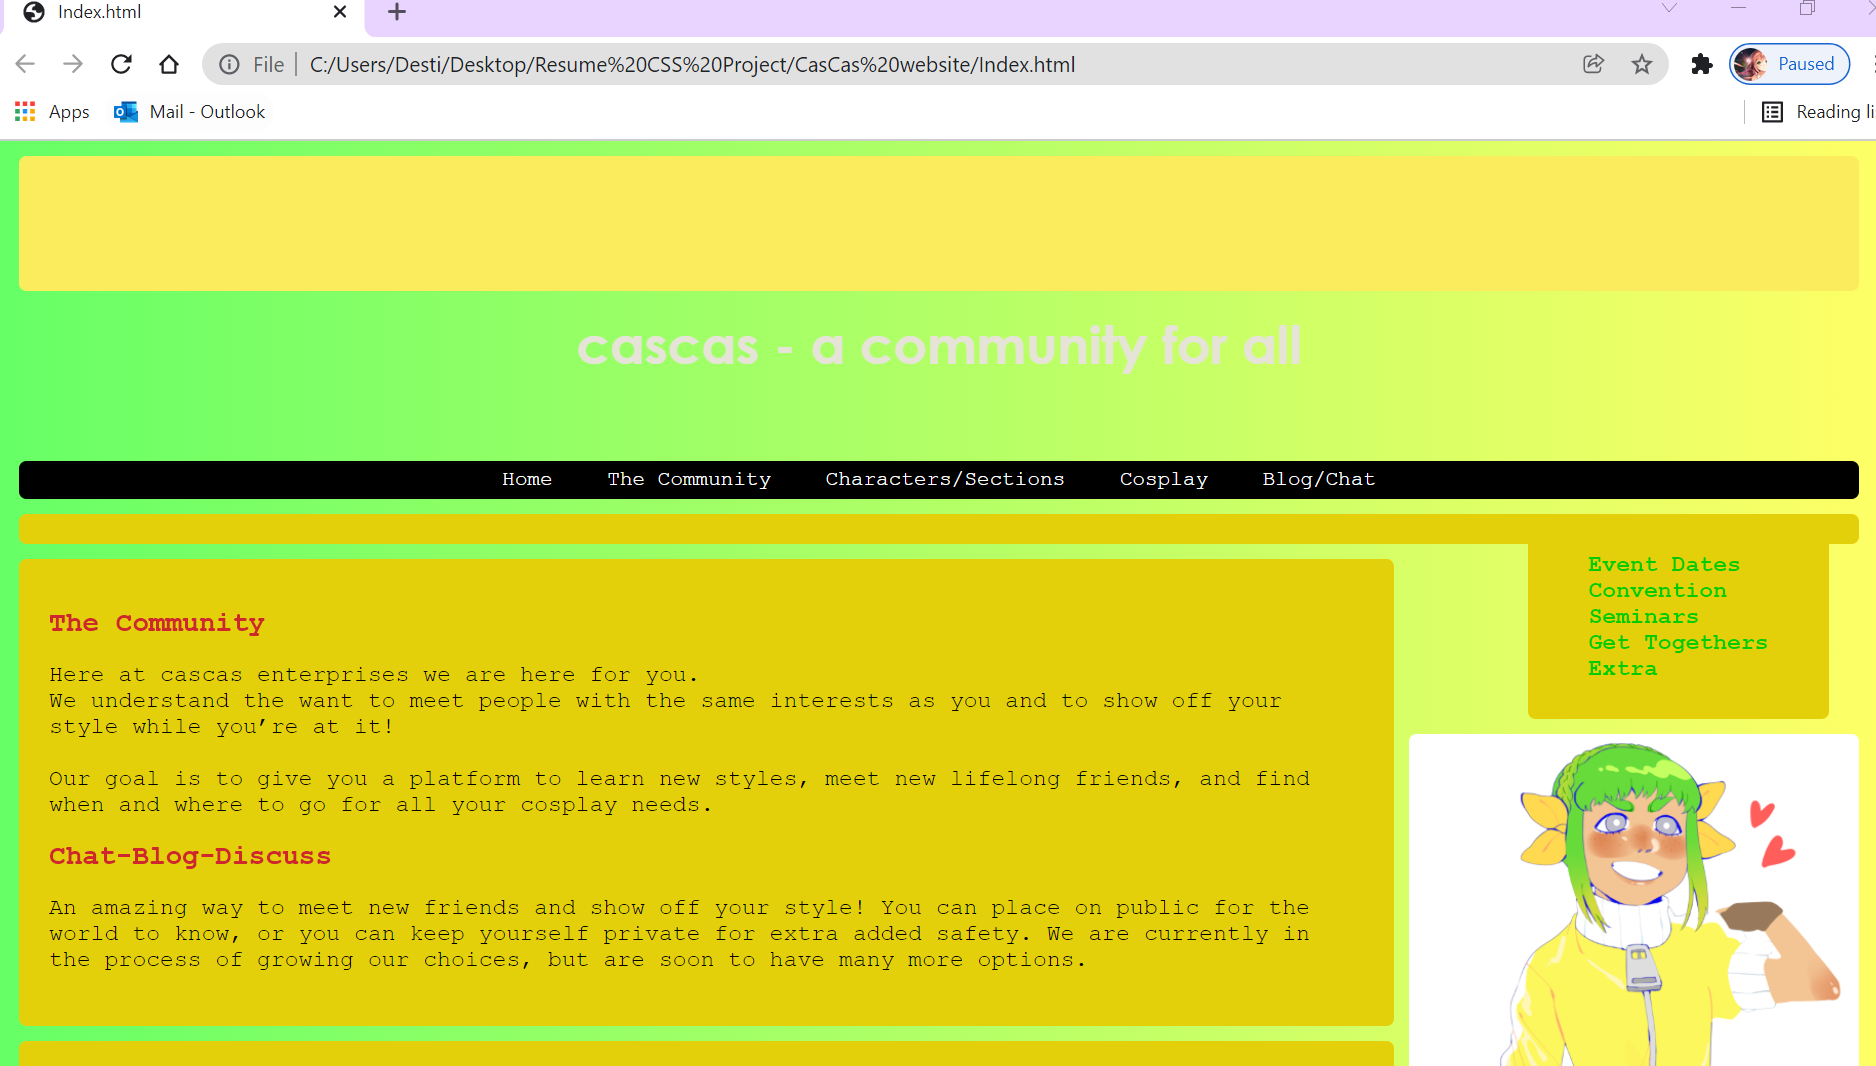 Index.html
File
C:/Users/Desti/Desktop/Resume%20CSS%20Project/CasCas%20website/Index.html
Paused
Apps
Mail - Outlook
Reading li
cascas - a community for all
Home
The Community
Characters/Sections
Cosplay
Blog/Chat
Event Dates
Convention
Seminars
Get Togethers
Extra
The Community
Here at cascas enterprises we are here for you.
We understand the want to meet people with the same interests as you and to show off your
style while you’re at it!
Our goal is to give you a platform to learn new styles, meet new lifelong friends, and find
when and where to go for all your cosplay needs.
Chat-Blog-Discuss
An amazing way to meet new friends and show off your style! You can place on public for the
world to know, or you can keep yourself private for extra added safety. We are currently in
the process of growing our choices, but are soon to have many more options.